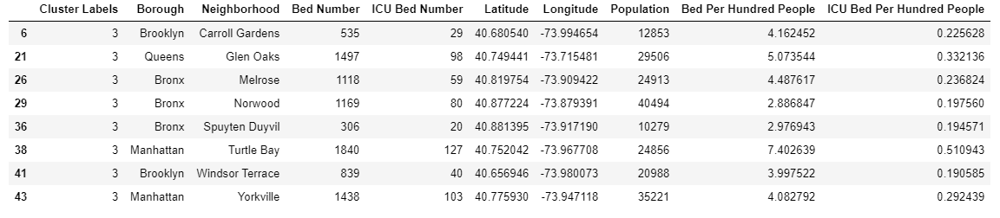 Cluster Labels Borough Neighborhood Bed Number ICU Bed Number Latitude Longitude Population Bed Per Hundred People ICU Bed Per Hundred People
6 3 Brooklyn Carroll Gardens 535 29 40.680540 -73.994654 12853 4.162452 0.225628
21 3 Queens Glen Oaks 1497 98 40.749441 -73.715481 29506 5.073544 0.332136
26 3 Bronx Melrose 1118 59 40.819754 -73.909422 24913 4.487617 0.236824
29 3 Bronx Norwood 1169 80 40.877224 -73.879391 40494 2.886847 0.197560
36 3 Bronx Spuyten Duyvil 306 20 40.881395 -73.917190 10279 2.976943 0.194571
38 3 Manhattan Turtle Bay 1840 127 40.752042 -73.967708 24856 7.402639 0.510943
41 3 Brooklyn Windsor Terrace 839 40 40.656946 -73.980073 20988 3.997522 0.190585
43 3 Manhattan Yorkville 1438 103 40.775930 -73.947118 35221 4.082792 0.292439